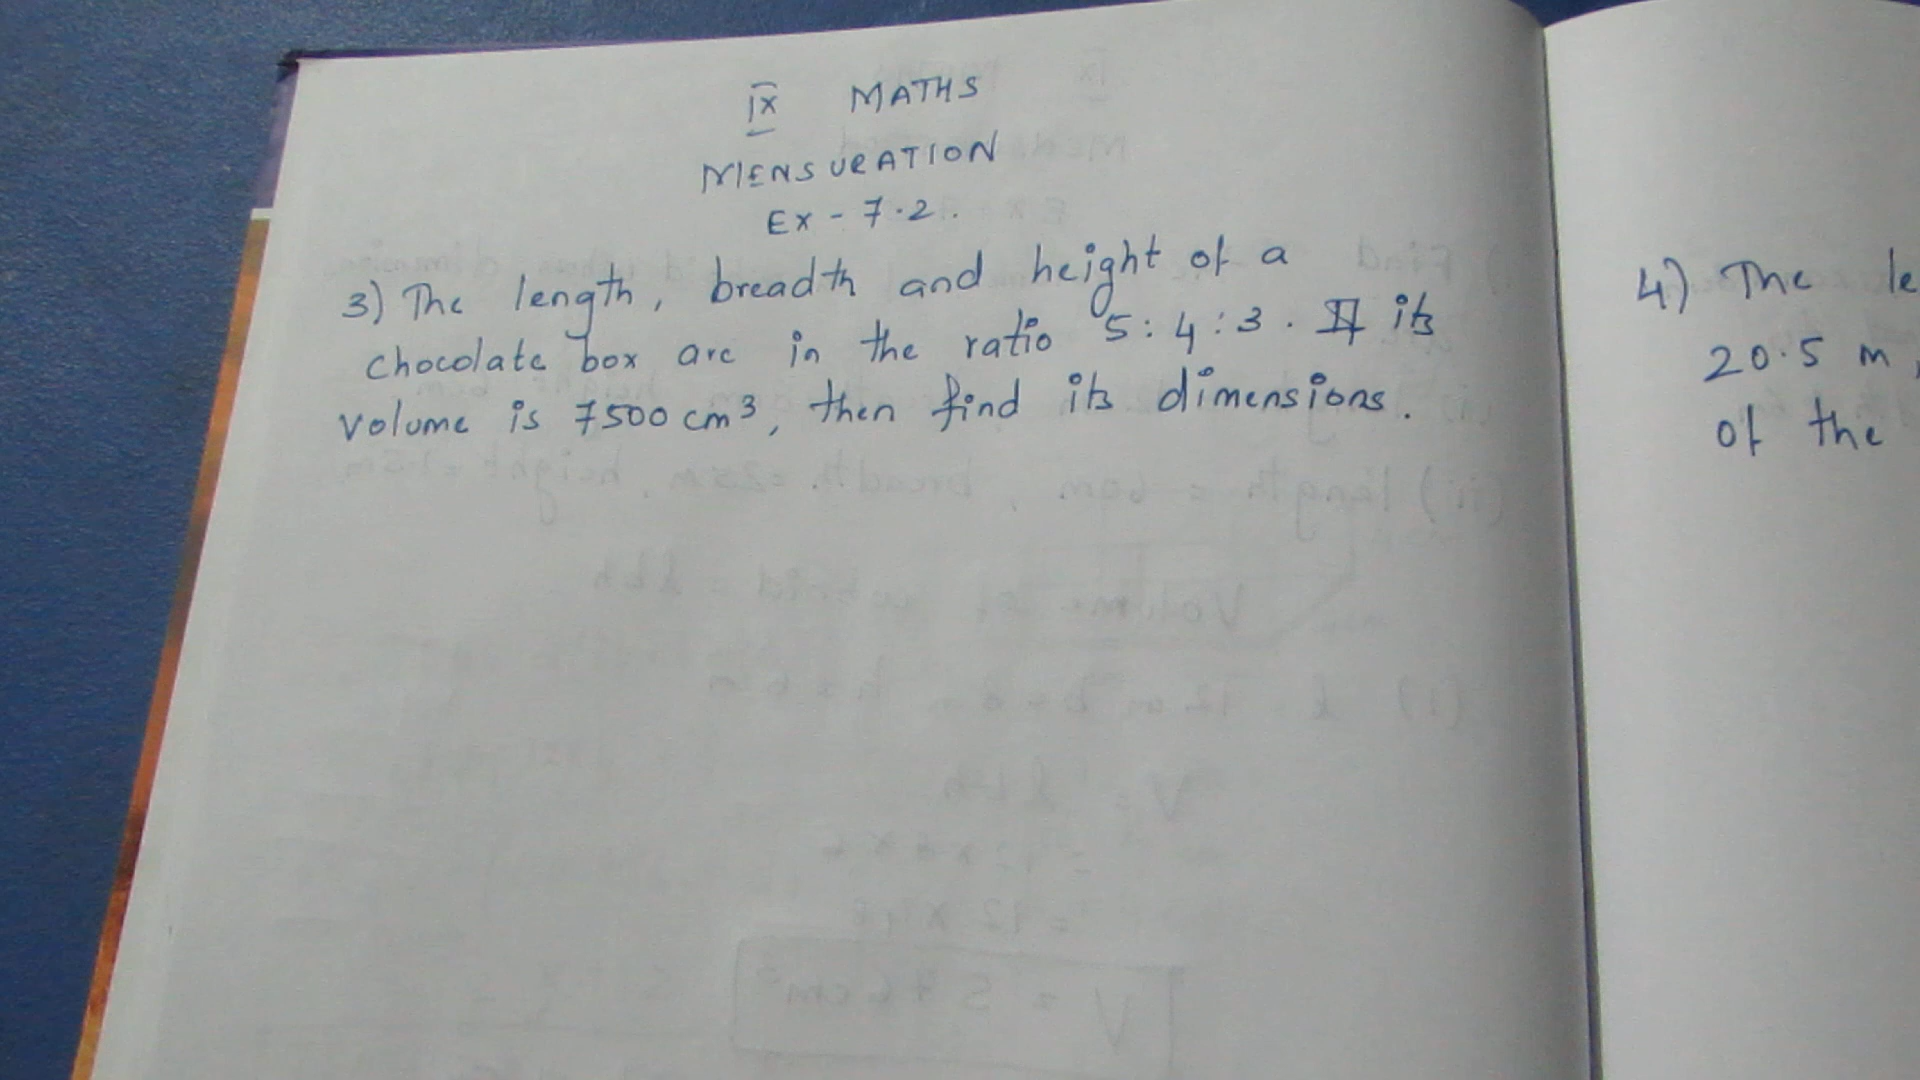 IX MATHS
MENSURATION
Ex - 7.2.
3) The length, breadth and height of a
chocolate box are in the ratio 5:4:3. If its
volume is 7500 cm³, then find its dimensions.
4) The le
20.5 m,
of the